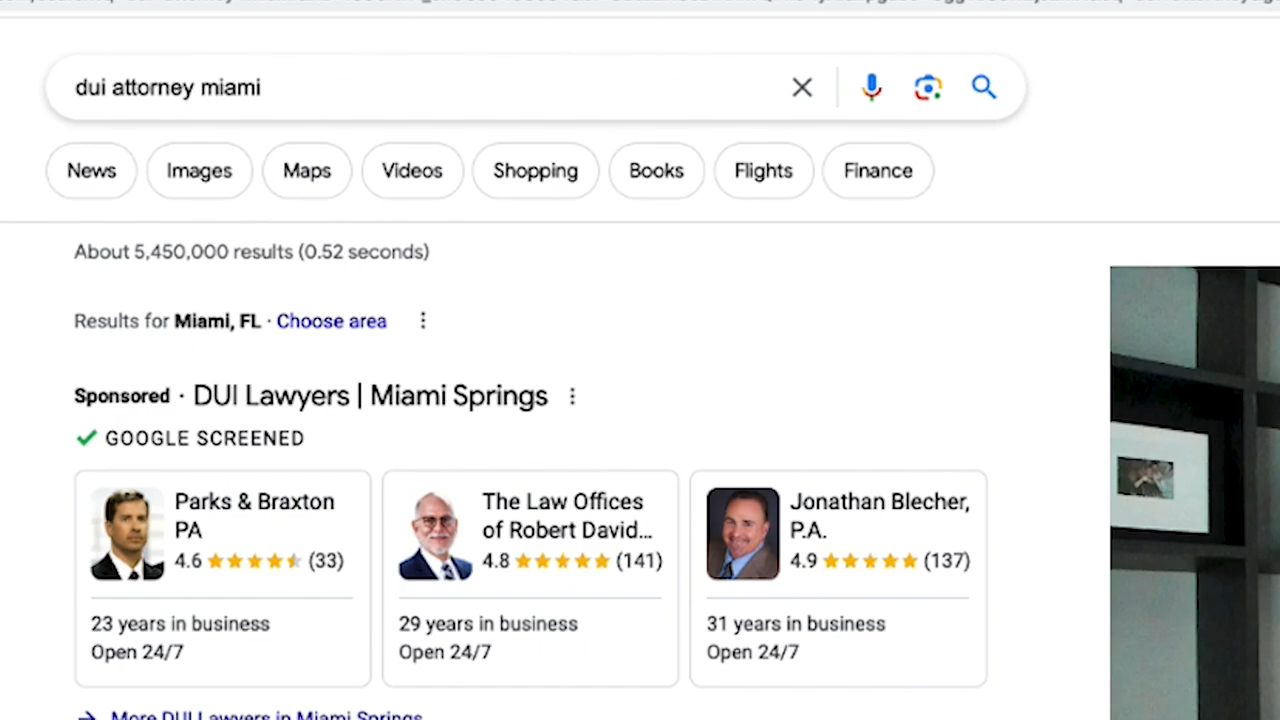 dui attorney miami
News Images Maps Videos Shopping Books Flights Finance
About 5,450,000 results (0.52 seconds)
Results for Miami, FL · Choose area
Sponsored · DUI Lawyers | Miami Springs
GOOGLE SCREENED
Parks & Braxton
PA
4.6 (33)
23 years in business
Open 24/7
The Law Offices
of Robert David...
4.8 (141)
29 years in business
Open 24/7
Jonathan Blecher,
P.A.
4.9 (137)
31 years in business
Open 24/7
More DUI Lawyers in Miami Springs